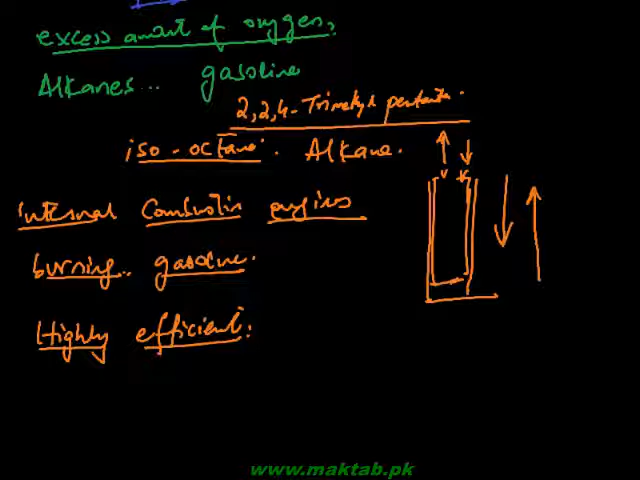 excess amount of oxygen.
Alkanes... gasoline
2,2,4-Trimethyl pentane.
iso-octane. Alkane.
Internal Combustin engines
burning.. gasoline.
Highly efficient.
www.maktab.pk